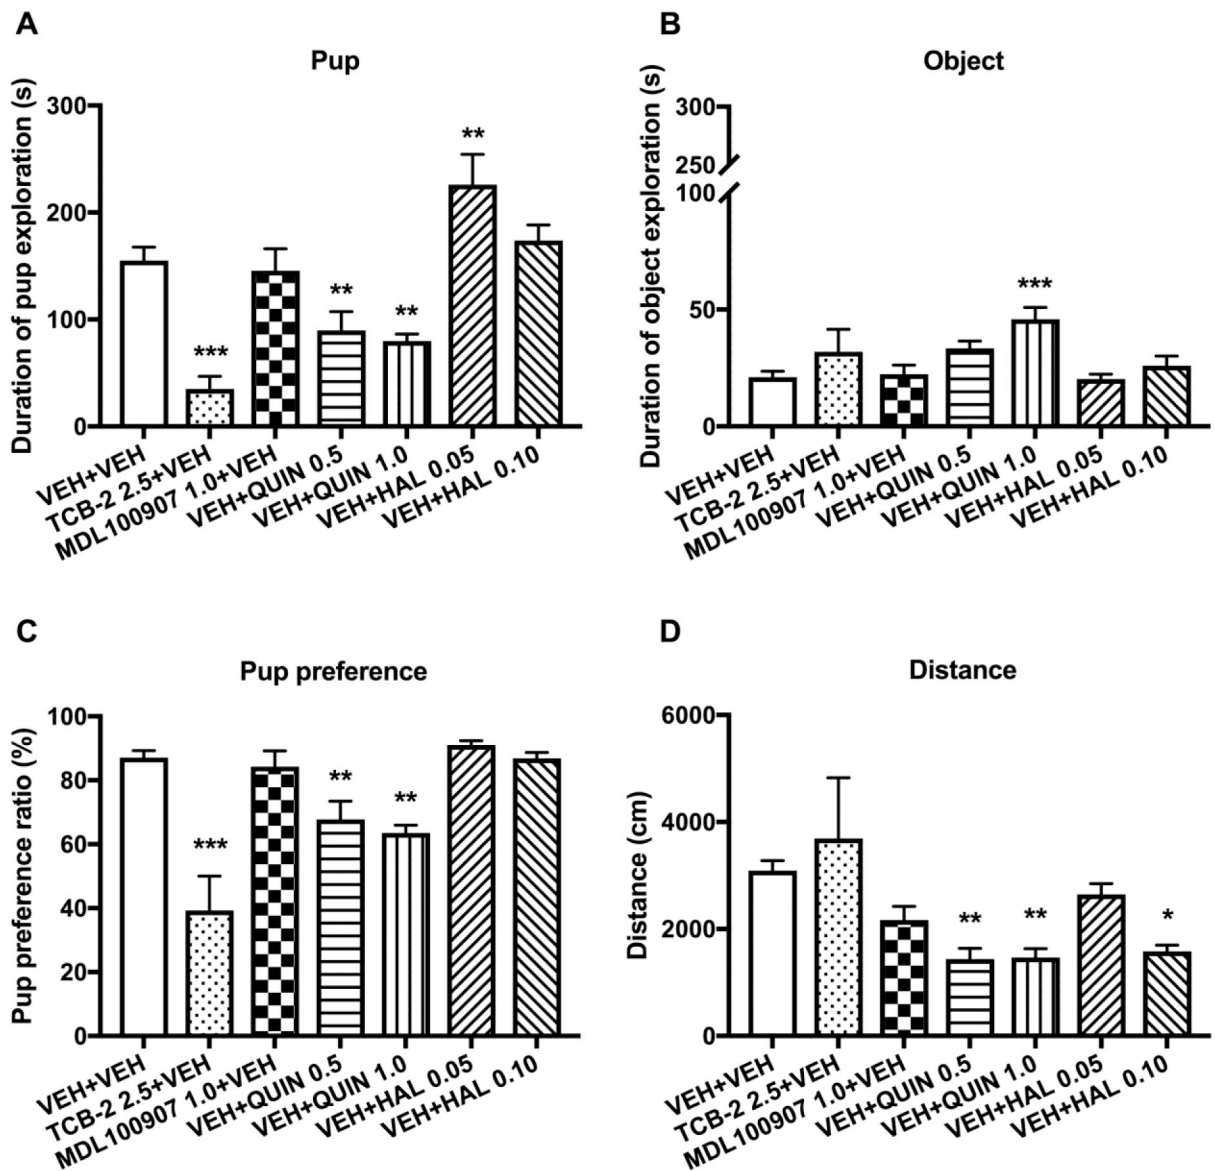 A
Pup
Duration of pup exploration (s)
300
200
100
0
***
**
**
**
VEH+VEH
TCB-2 2.5+VEH
MDL100907 1.0+VEH
VEH+QUIN 0.5
VEH+QUIN 1.0
VEH+HAL 0.05
VEH+HAL 0.10
B
Object
Duration of object exploration (s)
300
250
100
50
0
***
VEH+VEH
TCB-2 2.5+VEH
MDL100907 1.0+VEH
VEH+QUIN 0.5
VEH+QUIN 1.0
VEH+HAL 0.05
VEH+HAL 0.10
C
Pup preference
Pup preference ratio (%)
100
80
60
40
20
0
***
**
**
VEH+VEH
TCB-2 2.5+VEH
MDL100907 1.0+VEH
VEH+QUIN 0.5
VEH+QUIN 1.0
VEH+HAL 0.05
VEH+HAL 0.10
D
Distance
Distance (cm)
6000
4000
2000
0
**
**
*
VEH+VEH
TCB-2 2.5+VEH
MDL100907 1.0+VEH
VEH+QUIN 0.5
VEH+QUIN 1.0
VEH+HAL 0.05
VEH+HAL 0.10